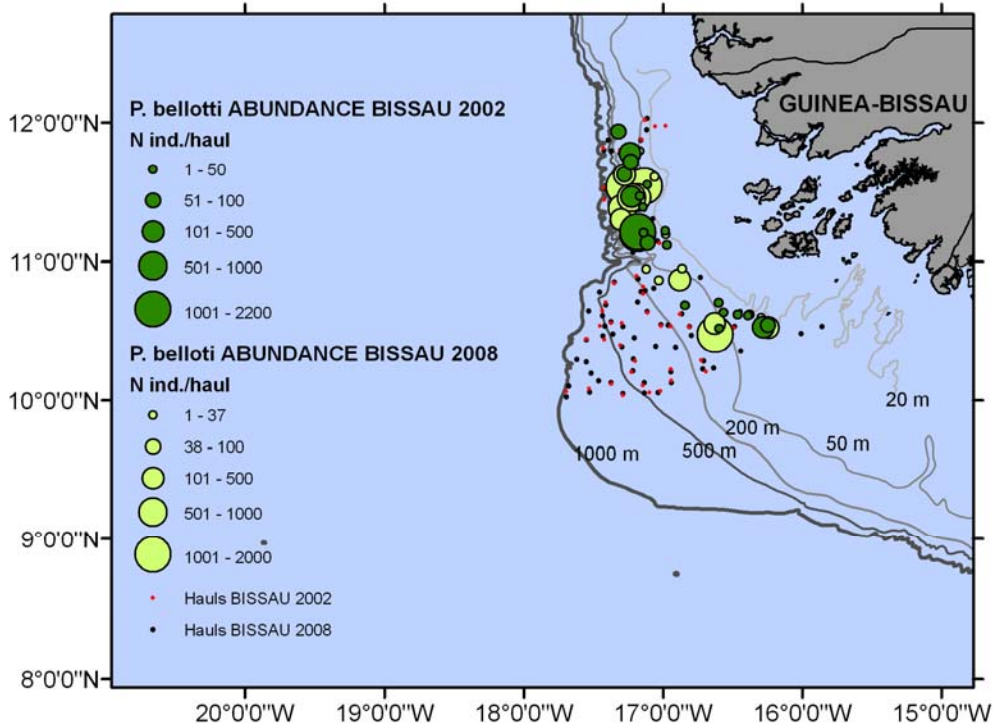 12°0'0"N
11°0'0"N
10°0'0"N
9°0'0"N
8°0'0"N
P. bellotti ABUNDANCE BISSAU 2002
N ind./haul
1 - 50
51 - 100
101 - 500
501 - 1000
1001 - 2200
P. belloti ABUNDANCE BISSAU 2008
N ind./haul
1 - 37
38 - 100
101 - 500
501 - 1000
1001 - 2000
Hauls BISSAU 2002
Hauls BISSAU 2008
GUINEA-BISSAU
20 m
50 m
200 m
500 m
1000 m
20°0'0"W 19°0'0"W 18°0'0"W 17°0'0"W 16°0'0"W 15°0'0"W